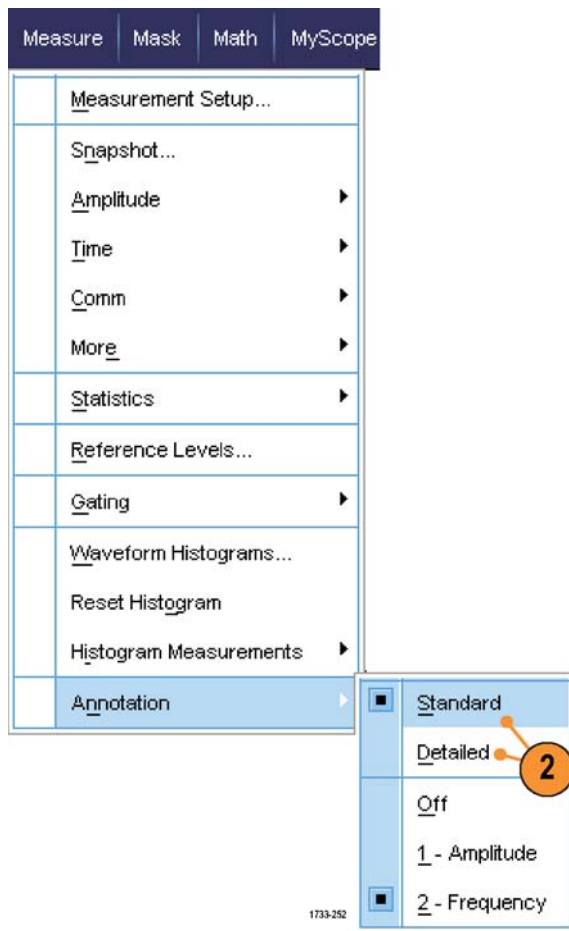 Measure Mask Math MyScope
Measurement Setup...
Snapshot...
Amplitude
Time
Comm
More
Statistics
Reference Levels...
Gating
Waveform Histograms...
Reset Histogram
Histogram Measurements
Annotation
Standard
Detailed
2
Off
1 - Amplitude
2 - Frequency
1733-252